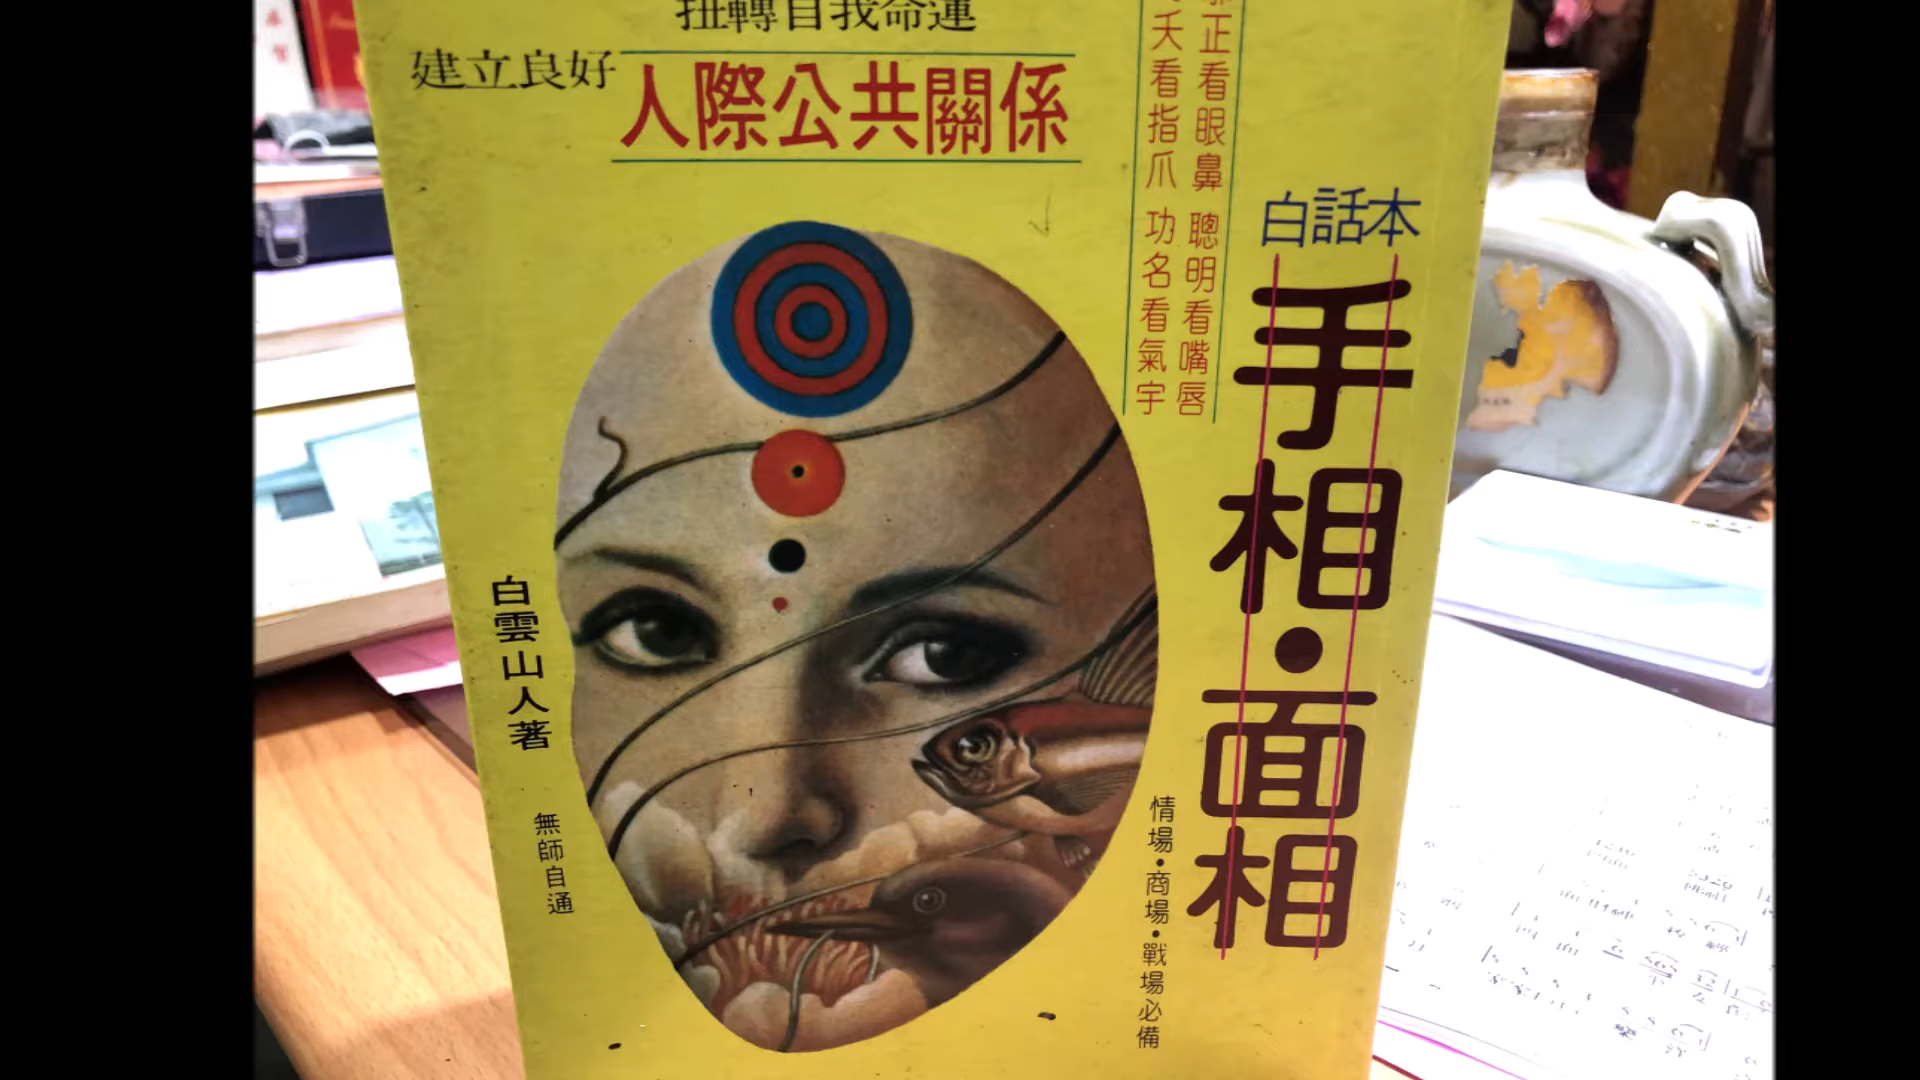 扭轉自我命運
建立良好
人際公共關係
正看眼鼻 聰明看嘴唇
夭看指爪 功名看氣宇
白話本
手相·面相
情場·商場·戰場必備
白雲山人著
無師自通